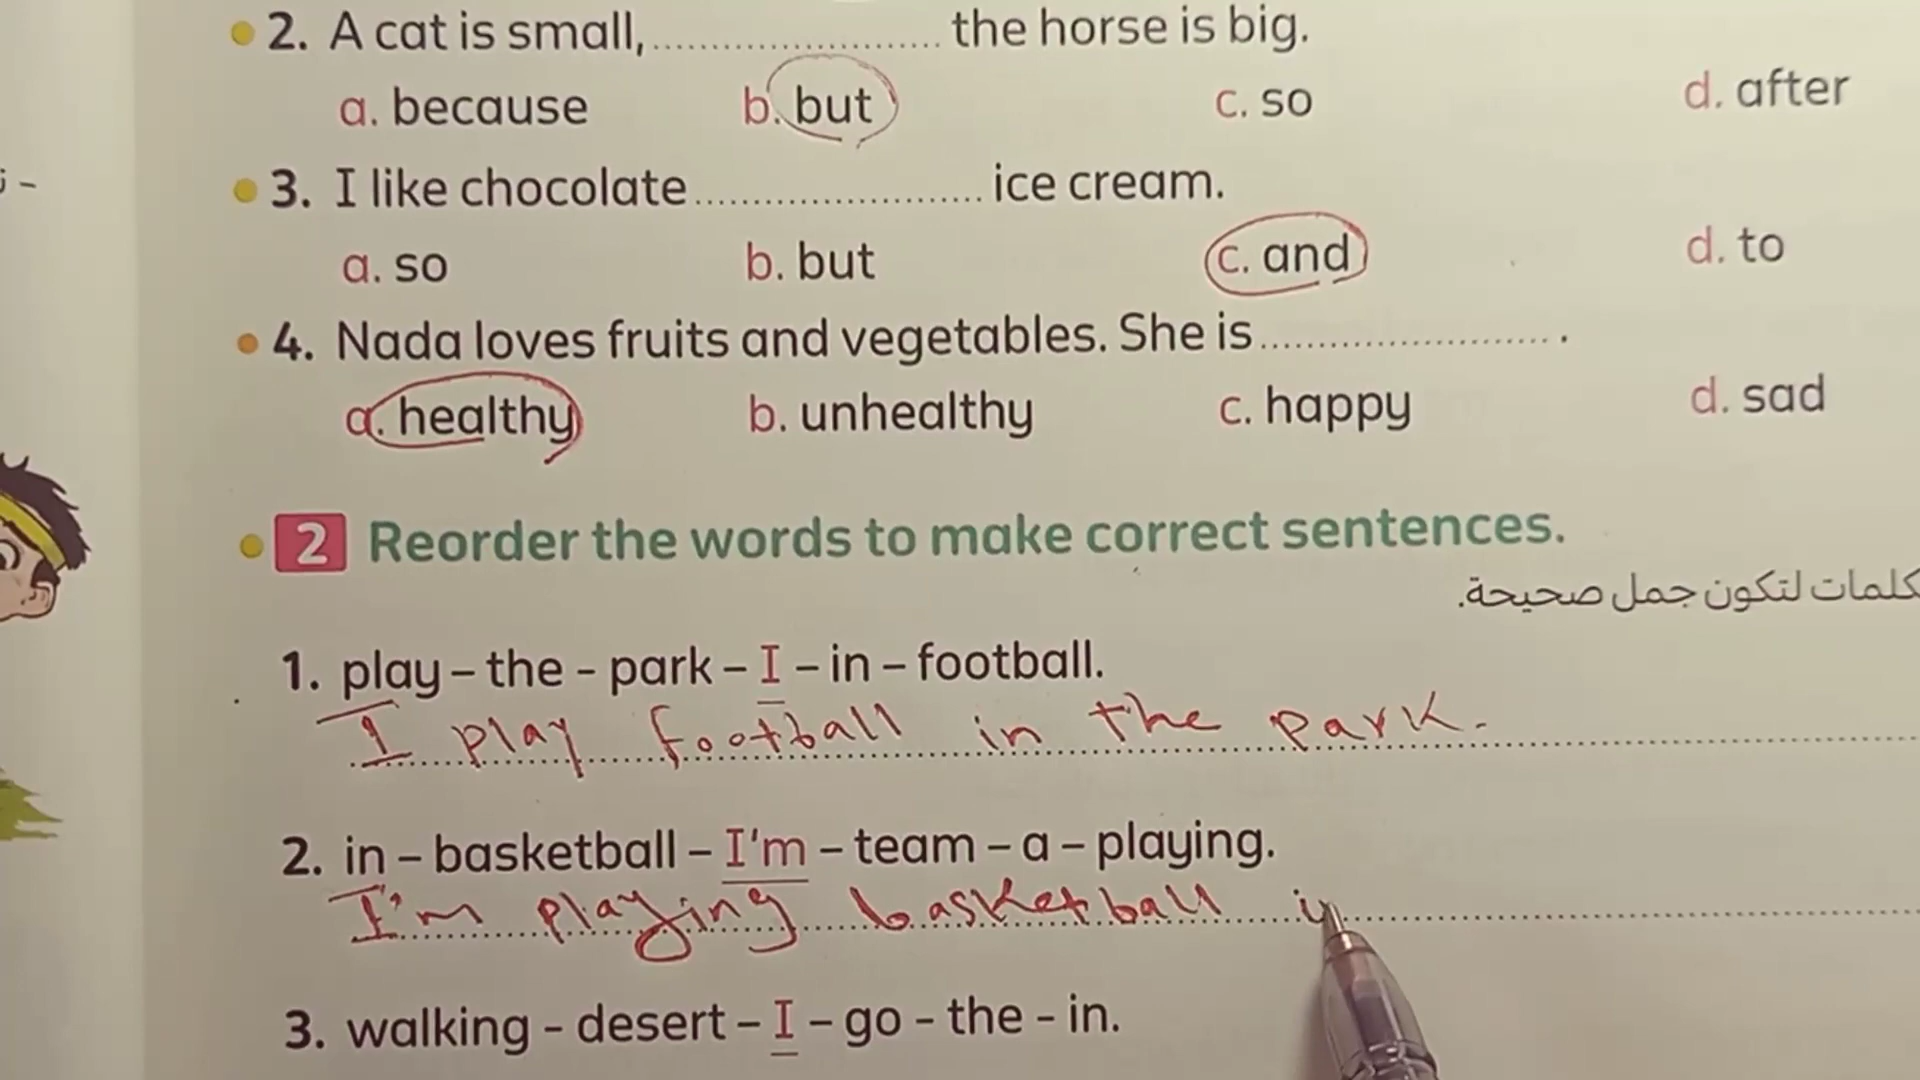 2. A cat is small, ........................ the horse is big.
a. because b. but c. so d. after
3. I like chocolate ........................ ice cream.
a. so b. but c. and d. to
4. Nada loves fruits and vegetables. She is ........................ .
a. healthy b. unhealthy c. happy d. sad
2 Reorder the words to make correct sentences.
لتكون جمل صحيحة.
1. play – the - park – I – in – football.
I play football in the park.
2. in – basketball – I'm – team – a – playing.
I'm playing basketball
3. walking - desert – I – go - the - in.